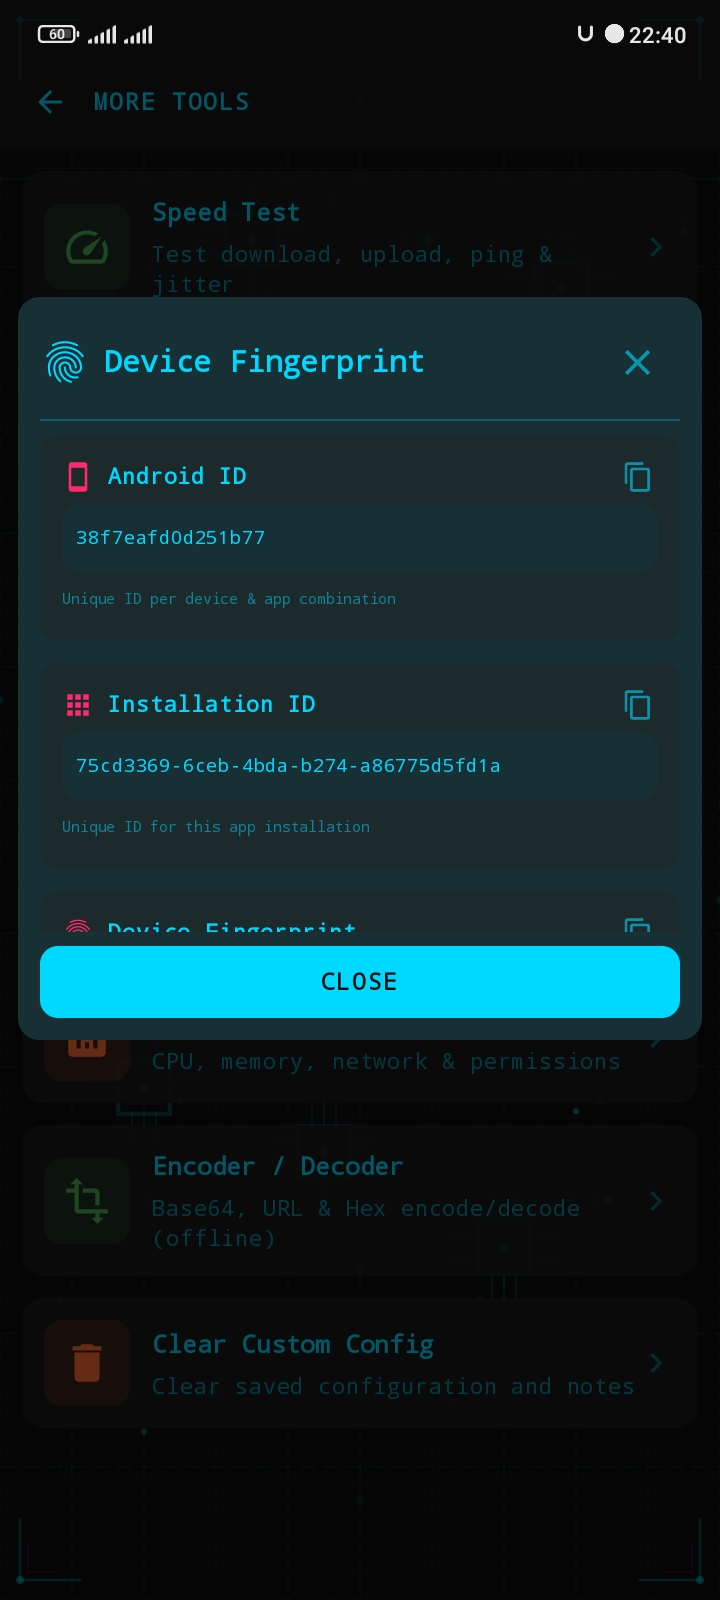 60
22:40
MORE TOOLS
Speed Test
Test download, upload, ping &
jitter
Device Fingerprint
Android ID
38f7eafd0d251b77
Unique ID per device & app combination
Installation ID
75cd3369-6ceb-4bda-b274-a86775d5fd1a
Unique ID for this app installation
Device Fingerprint
CLOSE
CPU, memory, network & permissions
Encoder / Decoder
Base64, URL & Hex encode/decode
(offline)
Clear Custom Config
Clear saved configuration and notes